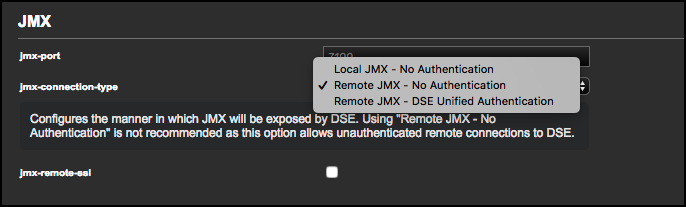 JMX
jmx-port
7199
Local JMX - No Authentication
jmx-connection-type
✓ Remote JMX - No Authentication
Remote JMX - DSE Unified Authentication
Configures the manner in which JMX will be exposed by DSE. Using "Remote JMX - No
Authentication" is not recommended as this option allows unauthenticated remote connections to DSE.
jmx-remote-ssl